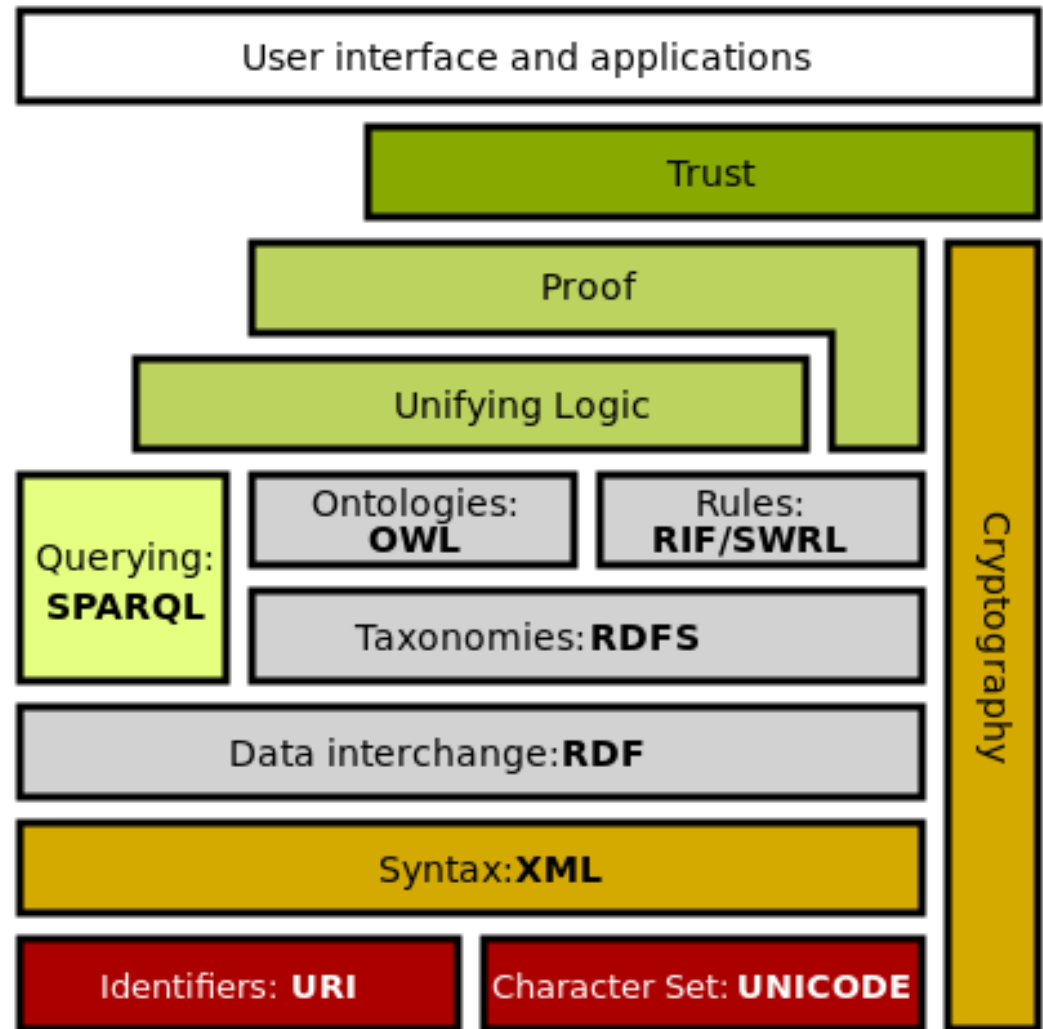 User interface and applications
Trust
Proof
Unifying Logic
Ontologies:
OWL
Rules:
RIF/SWRL
Querying:
SPARQL
Taxonomies:RDFS
Cryptography
Data interchange:RDF
Syntax:XML
Identifiers: URI
Character Set: UNICODE